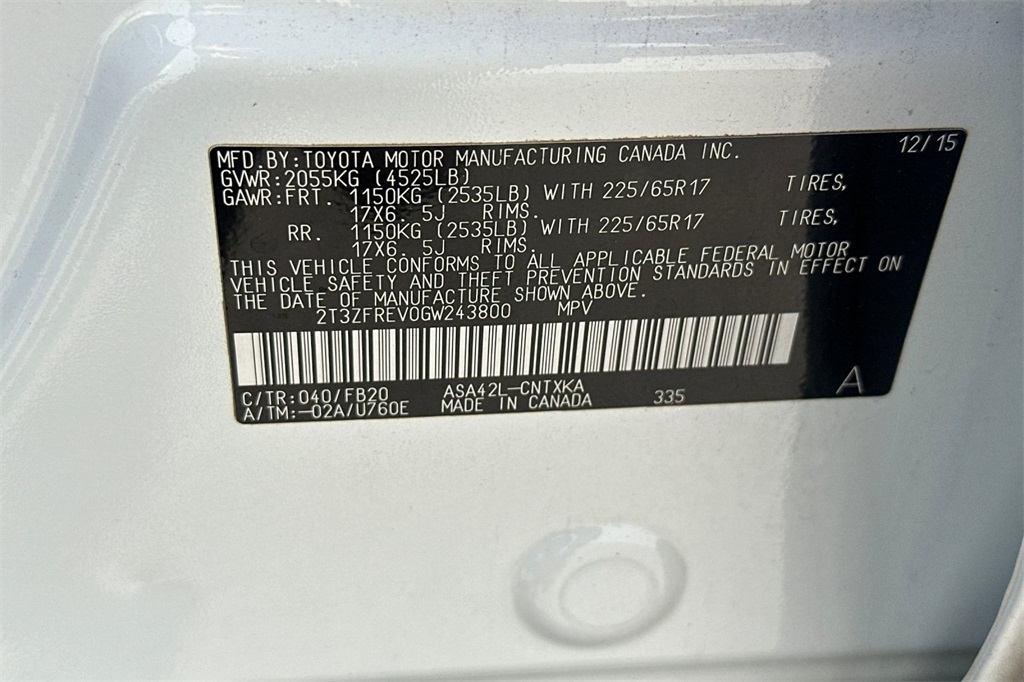 MFD.BY:TOYOTA MOTOR MANUFACTURING CANADA INC. 12/15
GVWR:2055KG (4525LB)
GAWR:FRT. 1150KG (2535LB) WITH 225/65R17 TIRES,
17X6. 5J RIMS.
RR. 1150KG (2535LB) WITH 225/65R17 TIRES,
17X6. 5J RIMS.
THIS VEHICLE CONFORMS TO ALL APPLICABLE FEDERAL MOTOR
VEHICLE SAFETY AND THEFT PREVENTION STANDARDS IN EFFECT ON
THE DATE OF MANUFACTURE SHOWN ABOVE.
2T3ZFREV0GW243800 MPV
C/TR:040/FB20 ASA42L-CNTXKA 335 A
A/TM:-02A/U760E MADE IN CANADA